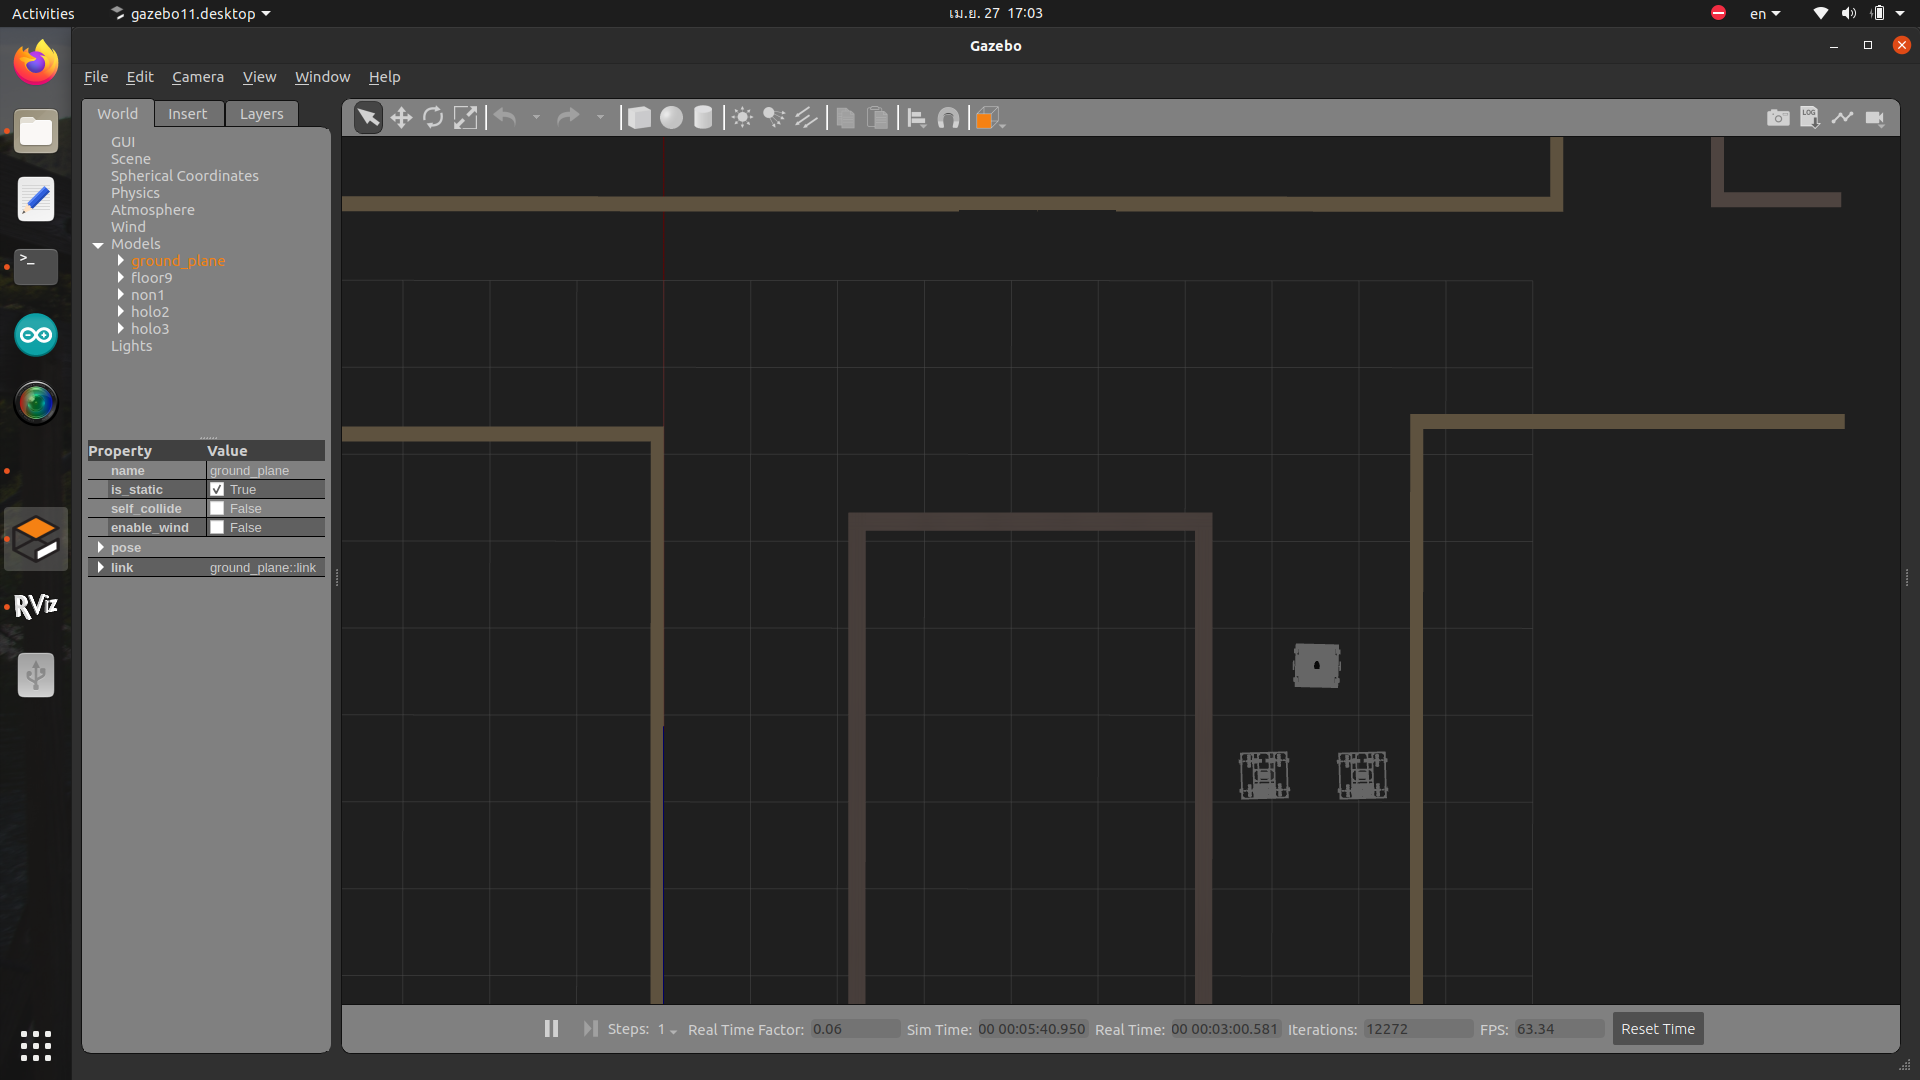 Activities gazebo11.desktop เม.ย. 27 17:03 en
Gazebo
File Edit Camera View Window Help
World Insert Layers
GUI
Scene
Spherical Coordinates
Physics
Atmosphere
Wind
Models
ground_plane
floor9
non1
holo2
holo3
Lights
Property Value
name ground_plane
is_static True
self_collide False
enable_wind False
pose
link ground_plane::link
LOG
>_
RViz
Steps: 1 Real Time Factor: 0.06 Sim Time: 00 00:05:40.950 Real Time: 00 00:03:00.581 Iterations: 12272 FPS: 63.34 Reset Time